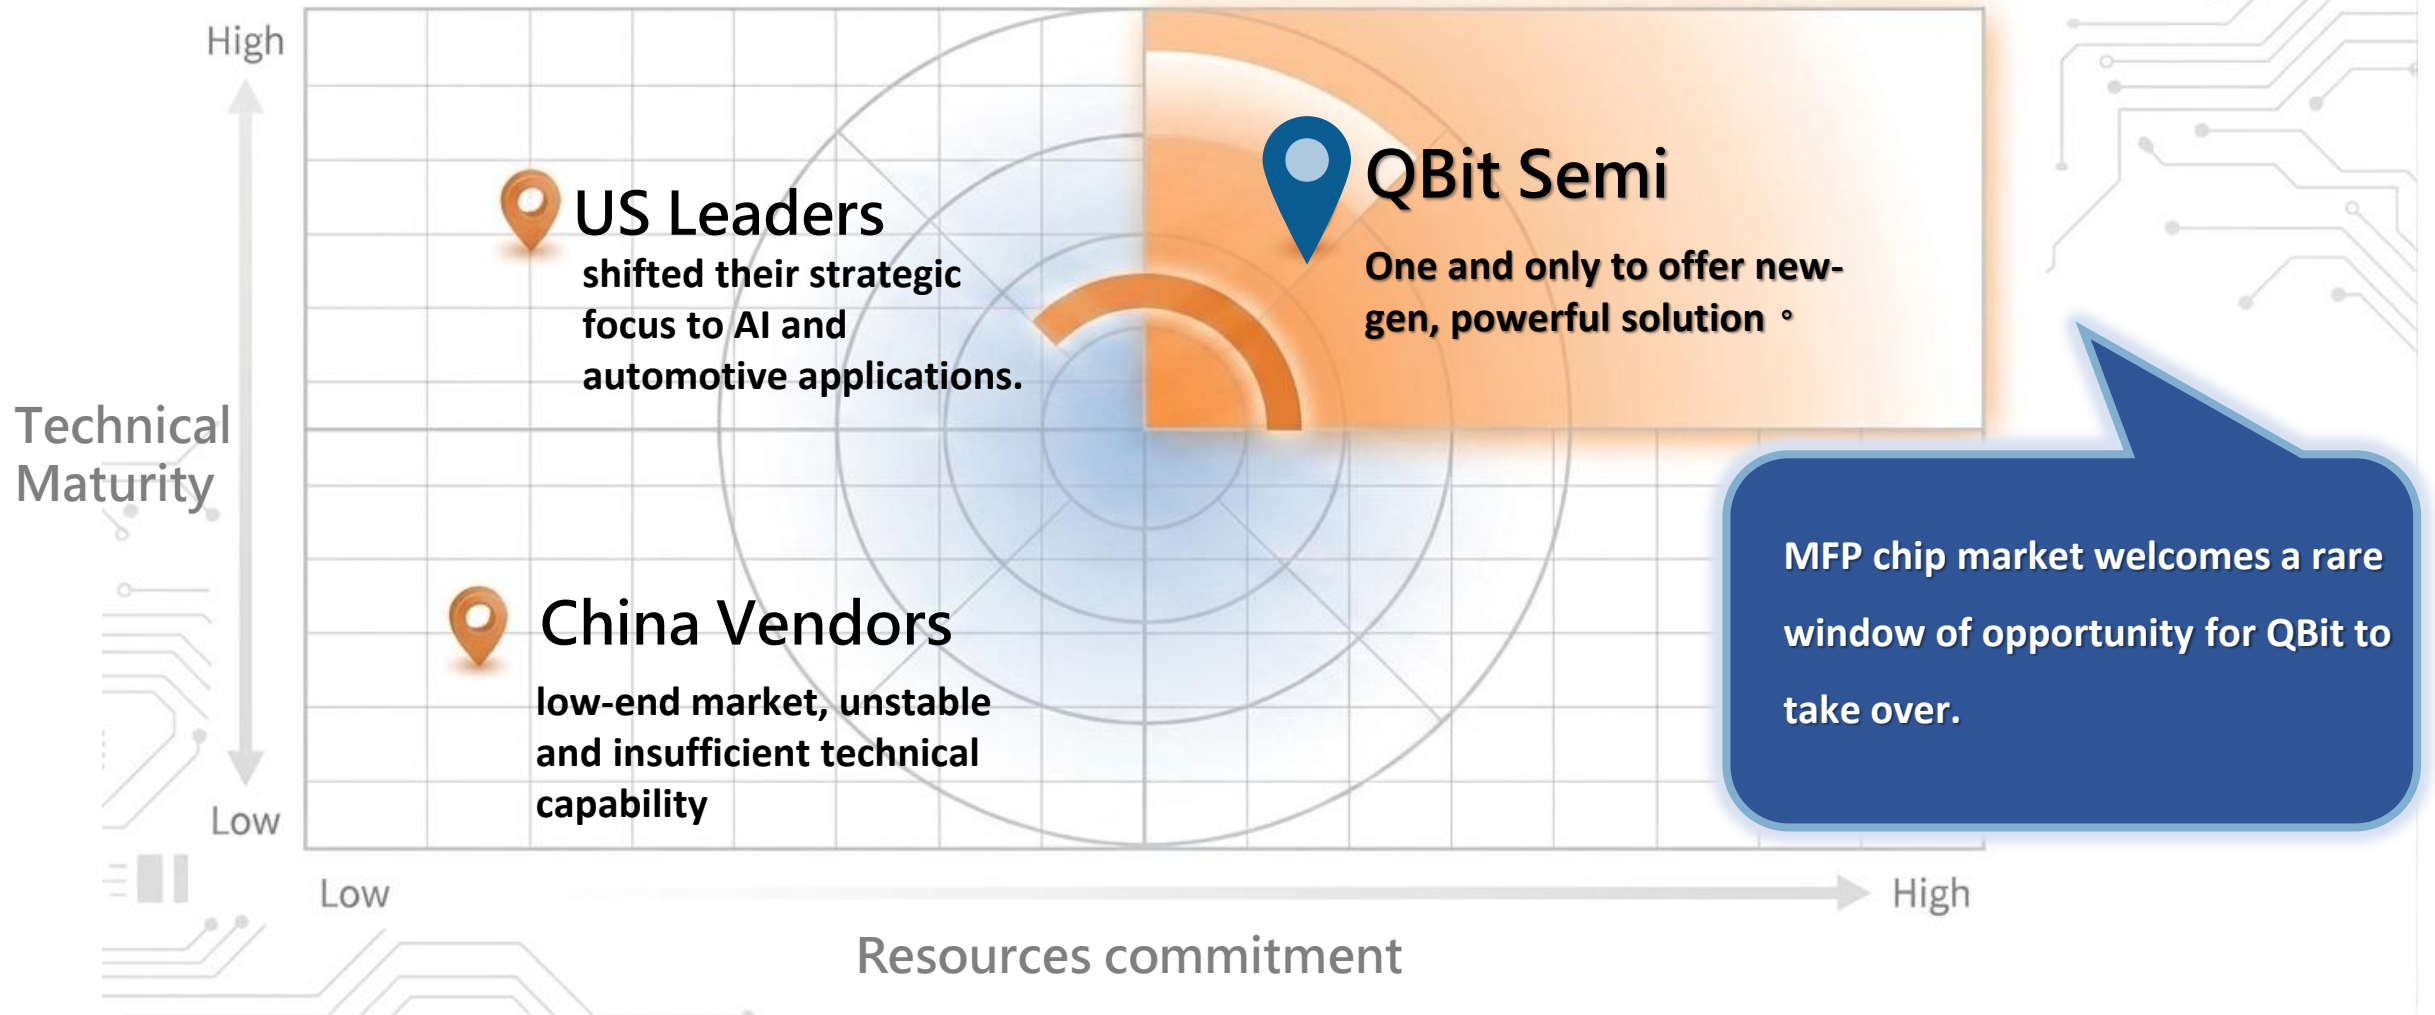 High
Technical
Maturity
Low
US Leaders
shifted their strategic
focus to AI and
automotive applications.
QBit Semi
One and only to offer new-
gen, powerful solution。
China Vendors
low-end market, unstable
and insufficient technical
capability
MFP chip market welcomes a rare
window of opportunity for QBit to
take over.
Low
High
Resources commitment